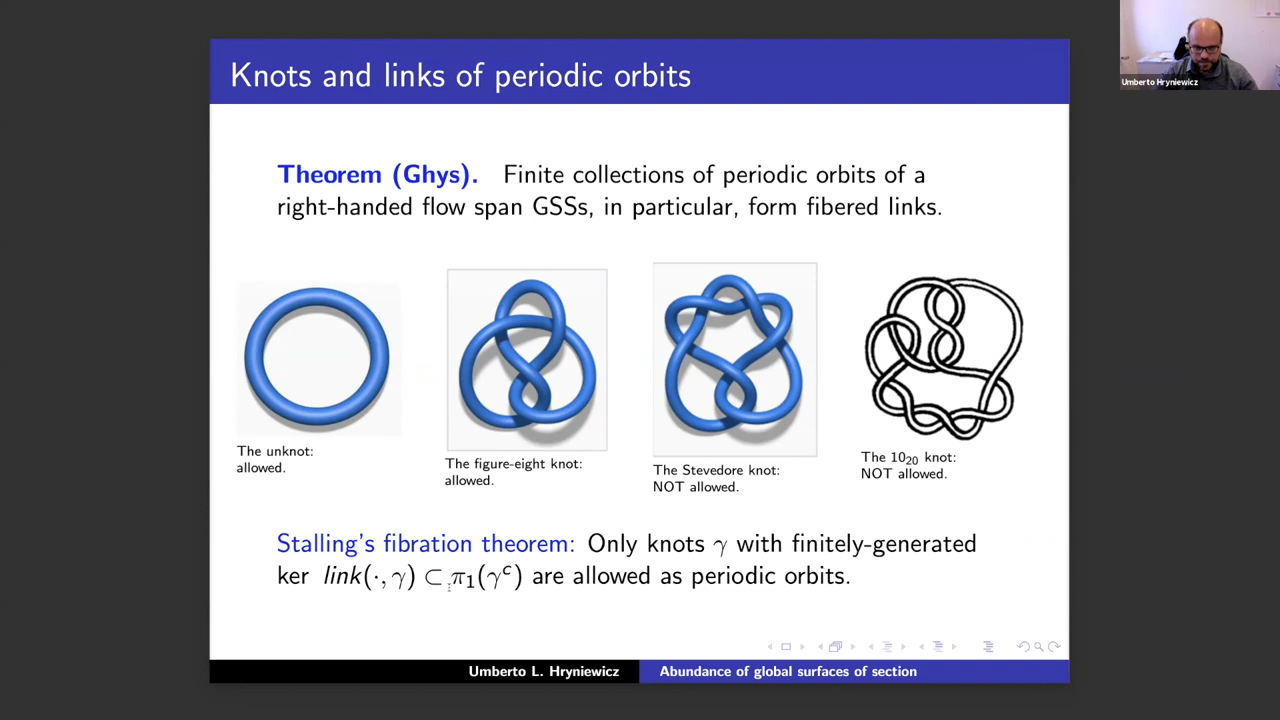 Knots and links of periodic orbits
Umberto Hryniewicz
Theorem (Ghys). Finite collections of periodic orbits of a
right-handed flow span GSSs, in particular, form fibered links.
The unknot:
allowed.
The figure-eight knot:
allowed.
The Stevedore knot:
NOT allowed.
The 10₂₀ knot:
NOT allowed.
Stalling's fibration theorem: Only knots γ with finitely-generated
ker link(·, γ) ⊂ π₁(γᶜ) are allowed as periodic orbits.
Umberto L. Hryniewicz
Abundance of global surfaces of section